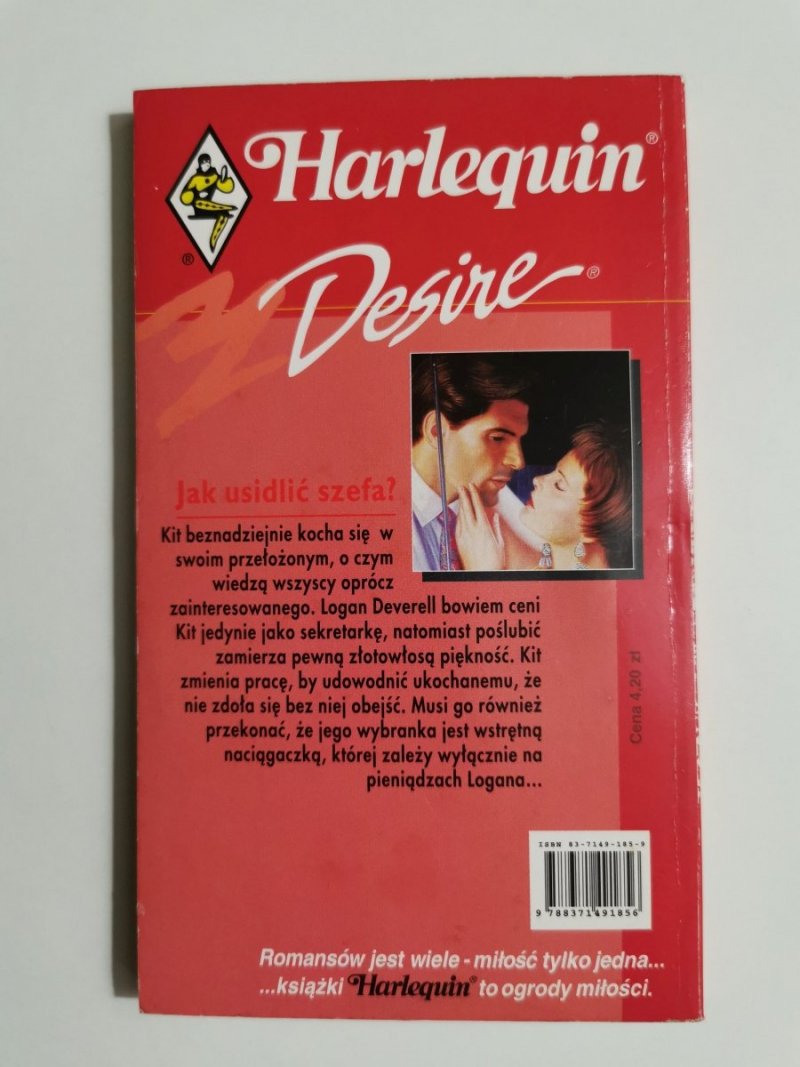 Harlequin®
®
Desire®
Jak usidlić szefa?
Kit beznadziejnie kocha się w
swoim przełożonym, o czym
wiedzą wszyscy oprócz
zainteresowanego. Logan Deverell bowiem ceni
Kit jedynie jako sekretarkę, natomiast poślubić
zamierza pewną złotowłosą piękność. Kit
zmienia pracę, by udowodnić ukochanemu, że
nie zdoła się bez niej obejść. Musi go również
przekonać, że jego wybranka jest wstrętną
naciągaczką, której zależy wyłącznie na
pieniądzach Logana...
Cena 4,20 zł
ISBN 83-7149-185-9
9 788371 491856
Romansów jest wiele - miłość tylko jedna...
...książki Harlequin® to ogrody miłości.